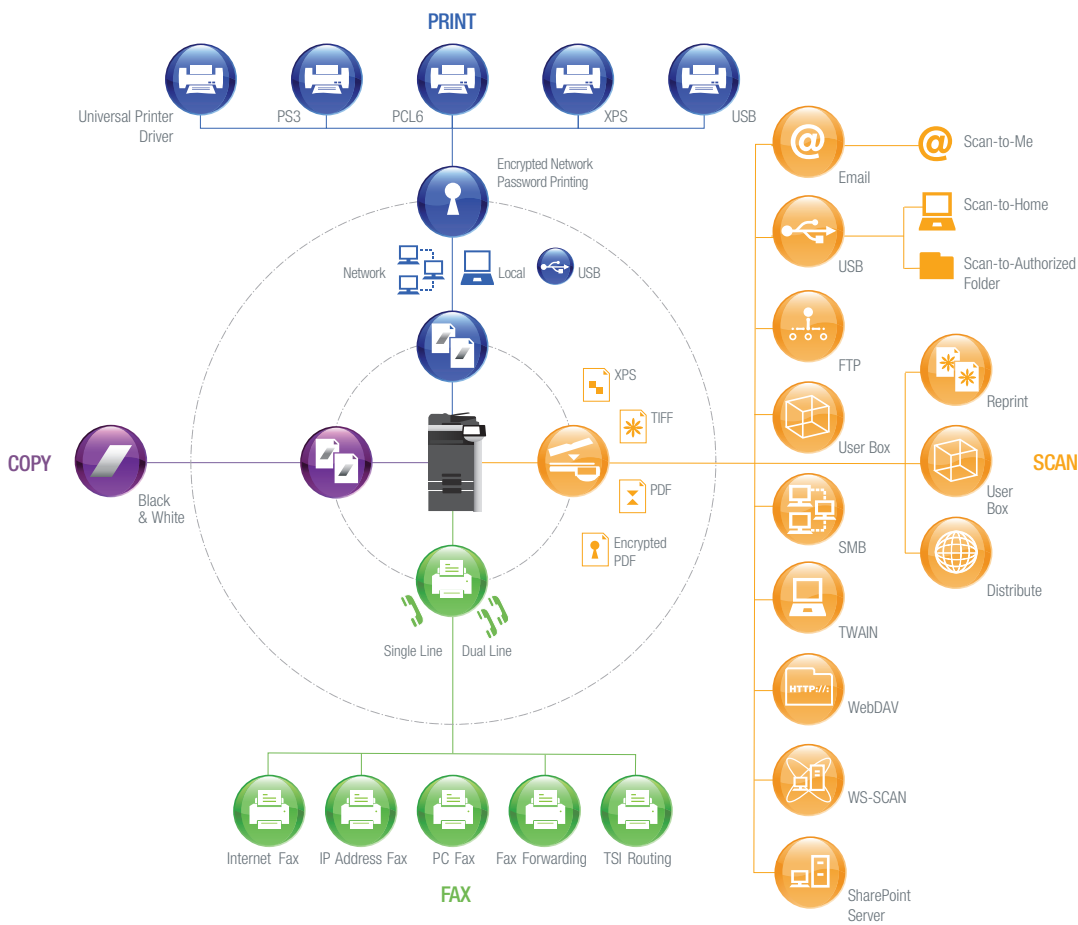 PRINT
Universal Printer
Driver
PS3
PCL6
XPS
USB
Encrypted Network
Password Printing
Network
Local
USB
COPY
Black
& White
XPS
TIFF
PDF
Encrypted
PDF
Single Line
Dual Line
Internet Fax
IP Address Fax
PC Fax
Fax Forwarding
TSI Routing
FAX
@
Email
@
Scan-to-Me
USB
Scan-to-Home
Scan-to-Authorized
Folder
FTP
User Box
SMB
TWAIN
HTTP://:
WebDAV
WS-SCAN
SharePoint
Server
Reprint
User
Box
Distribute
SCAN